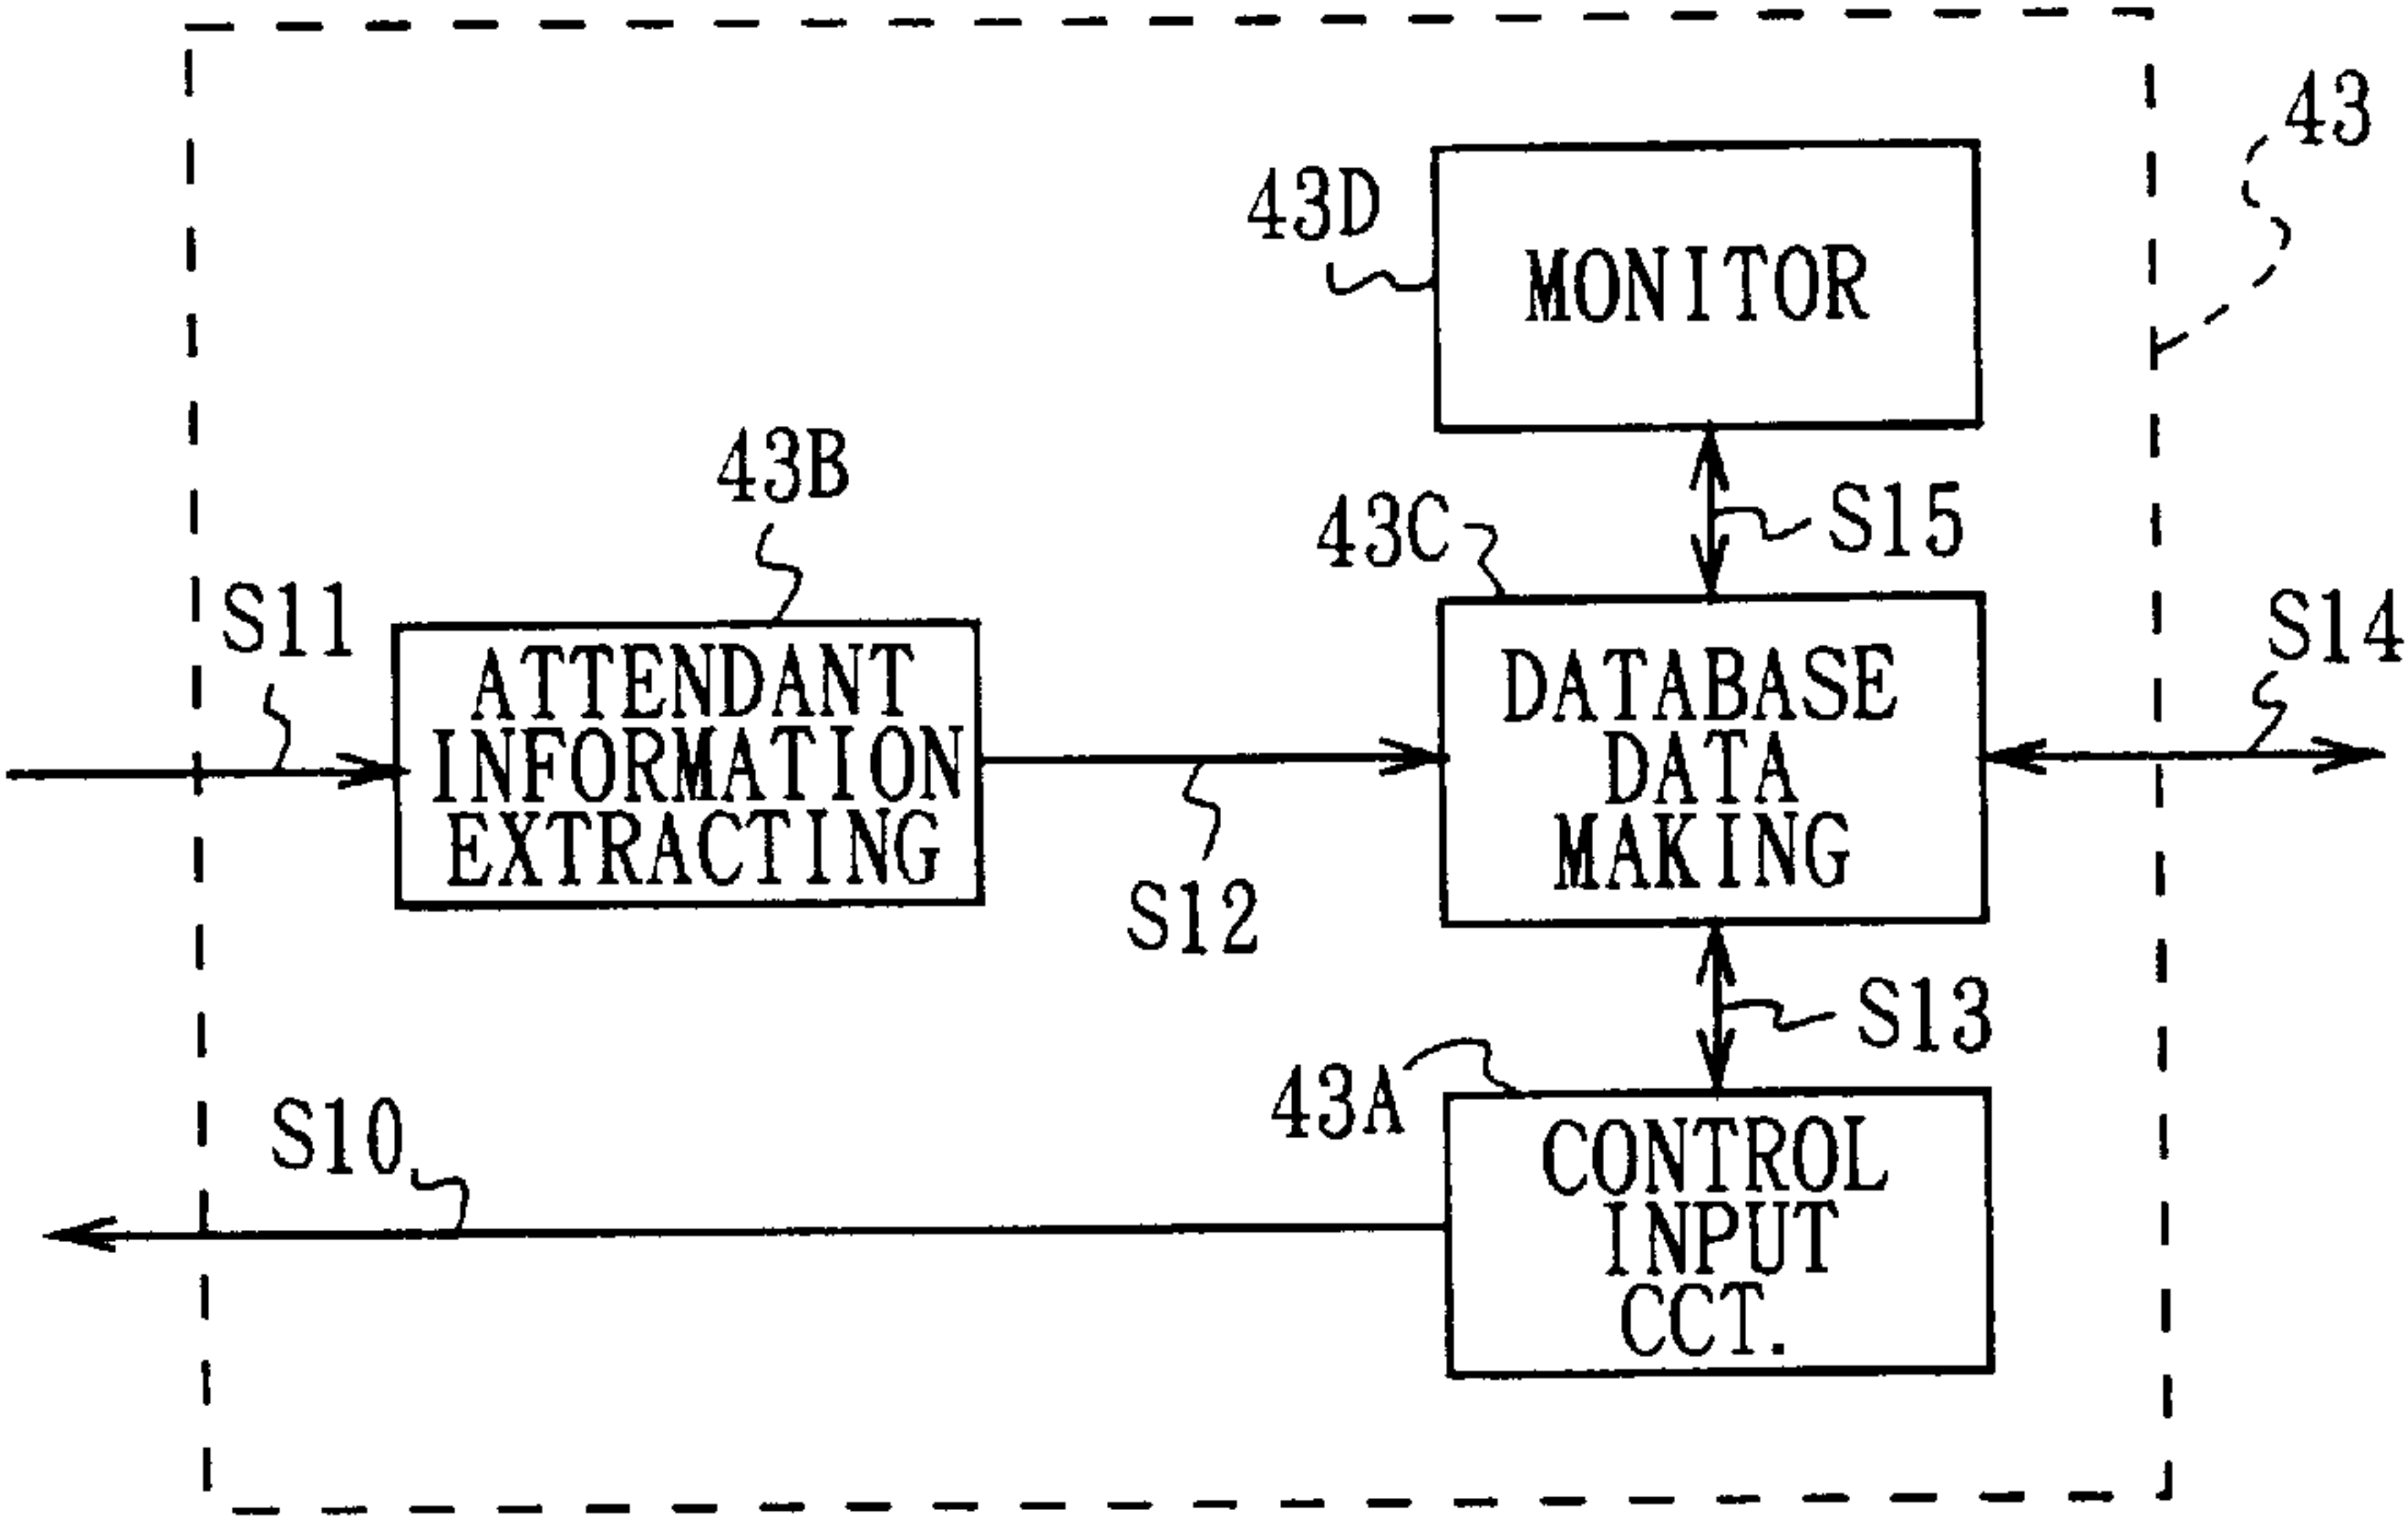 43
43D
MONITOR
43B
43C
S15
S11
S14
ATTENDANT
INFORMATION
EXTRACTING
DATABASE
DATA
MAKING
S12
S13
43A
S10
CONTROL
INPUT
CCT.